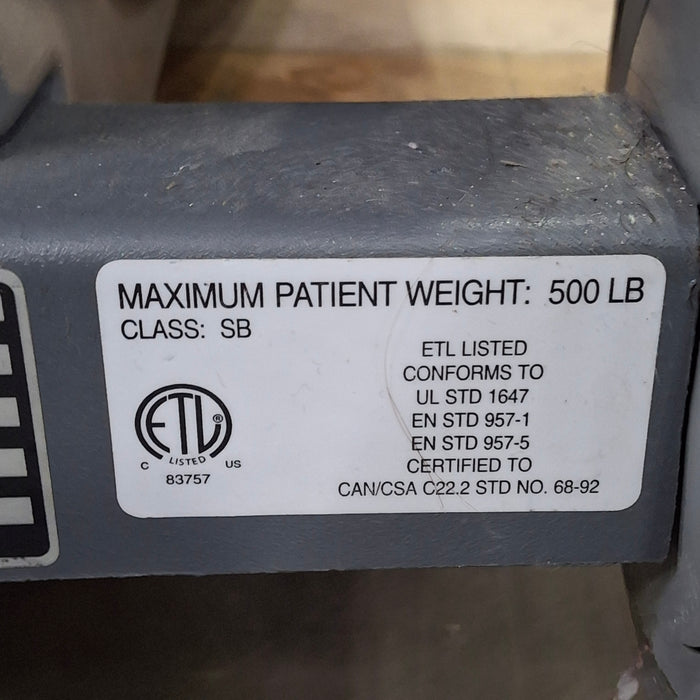 MAXIMUM PATIENT WEIGHT: 500 LB
CLASS: SB
ETL LISTED
CONFORMS TO
UL STD 1647
EN STD 957-1
EN STD 957-5
CERTIFIED TO
CAN/CSA C22.2 STD NO. 68-92
ETL ®
LISTED
C US
83757